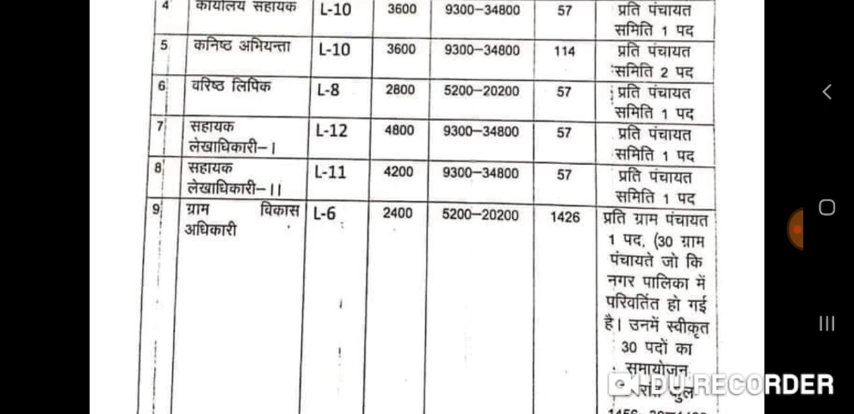 4 कार्यालय सहायक L-10 3600 9300-34800 57 प्रति पंचायत
समिति 1 पद
5 कनिष्ठ अभियन्ता L-10 3600 9300-34800 114 प्रति पंचायत
समिति 2 पद
6 वरिष्ठ लिपिक L-8 2800 5200-20200 57 प्रति पंचायत
समिति 1 पद
7 सहायक L-12 4800 9300-34800 57 प्रति पंचायत
लेखाधिकारी-I समिति 1 पद
8 सहायक L-11 4200 9300-34800 57 प्रति पंचायत
लेखाधिकारी-II समिति 1 पद
9 ग्राम विकास L-6 2400 5200-20200 1426 प्रति ग्राम पंचायत
अधिकारी 1 पद, (30 ग्राम
पंचायते जो कि
नगर पालिका में
परिवर्तित हो गई
है। उनमें स्वीकृत
30 पदों का
समायोजन
कुल
DU RECORDER